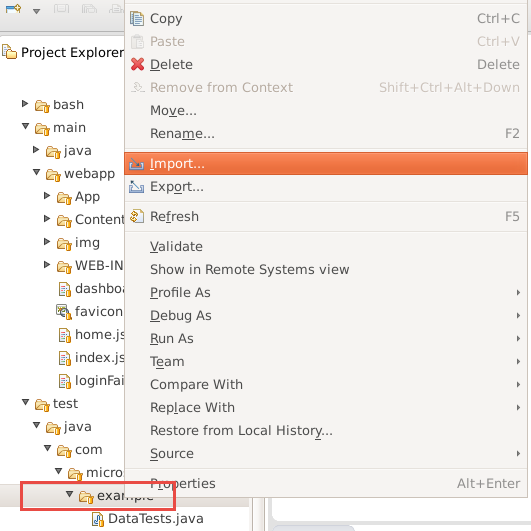 Project Explorer
bash
main
java
webapp
App
Content
img
WEB-IN
dashboa
favicon
home.js
index.js
loginFai
test
java
com
micros
example
DataTests.java
Copy Ctrl+C
Paste Ctrl+V
Delete Delete
Remove from Context Shift+Ctrl+Alt+Down
Move...
Rename... F2
Import...
Export...
Refresh F5
Validate
Show in Remote Systems view
Profile As
Debug As
Run As
Team
Compare With
Replace With
Restore from Local History...
Source
Properties Alt+Enter